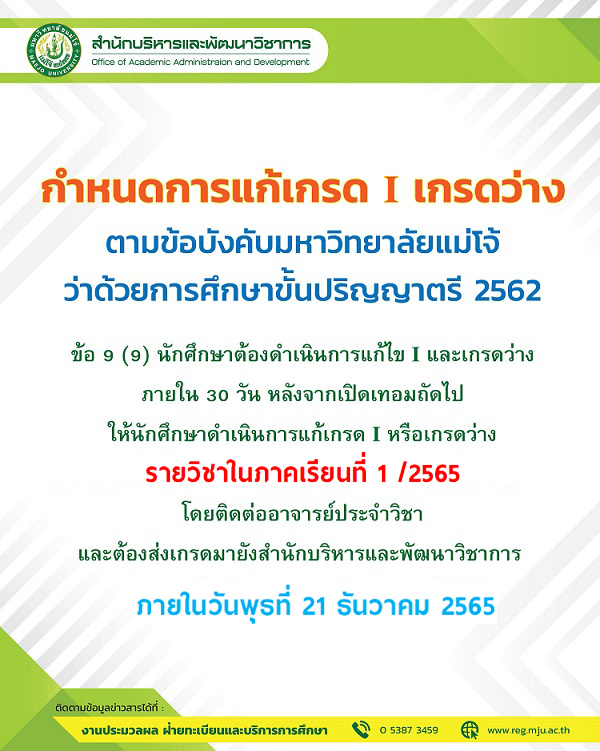 มหาวิทยาลัยแม่โจ้
MAEJO UNIVERSITY
สำนักบริหารและพัฒนาวิชาการ
Office of Academic Administraion and Development
กำหนดการแก้เกรด I เกรดว่าง
ตามข้อบังคับมหาวิทยาลัยแม่โจ้
ว่าด้วยการศึกษาขั้นปริญญาตรี 2562
ข้อ 9 (9) นักศึกษาต้องดำเนินการแก้ไข I และเกรดว่าง
ภายใน 30 วัน หลังจากเปิดเทอมถัดไป
ให้นักศึกษาดำเนินการแก้เกรด I หรือเกรดว่าง
รายวิชาในภาคเรียนที่ 1 /2565
โดยติดต่ออาจารย์ประจำวิชา
และต้องส่งเกรดมายังสำนักบริหารและพัฒนาวิชาการ
ภายในวันพุธที่ 21 ธันวาคม 2565
ติดตามข้อมูลข่าวสารได้ที่ :
งานประมวลผล ฝ่ายทะเบียนและบริการการศึกษา
0 5387 3459
www.reg.mju.ac.th